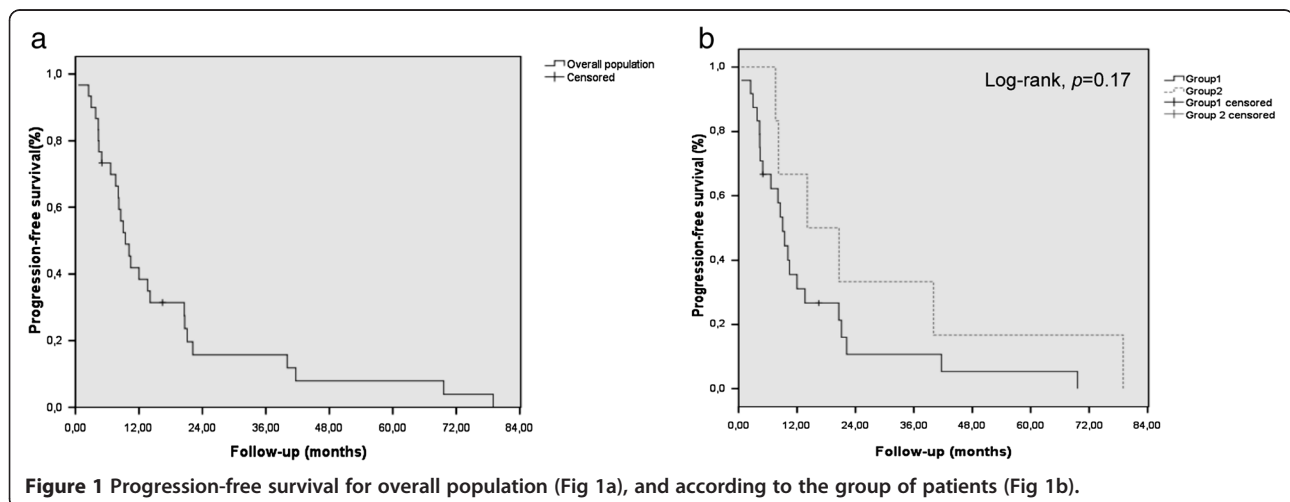 a
Overall population
Censored
Progression-free survival(%)
1,0
0,8
0,6
0,4
0,2
0,0
0,00 12,00 24,00 36,00 48,00 60,00 72,00 84,00
Follow-up (months)
b
Log-rank, p=0.17
Group1
Group2
Group1 censored
Group 2 censored
Progression-free survival (%)
1,0
0,8
0,6
0,4
0,2
0,0
0,00 12,00 24,00 36,00 48,00 60,00 72,00 84,00
Follow-up (months)
Figure 1 Progression-free survival for overall population (Fig 1a), and according to the group of patients (Fig 1b).